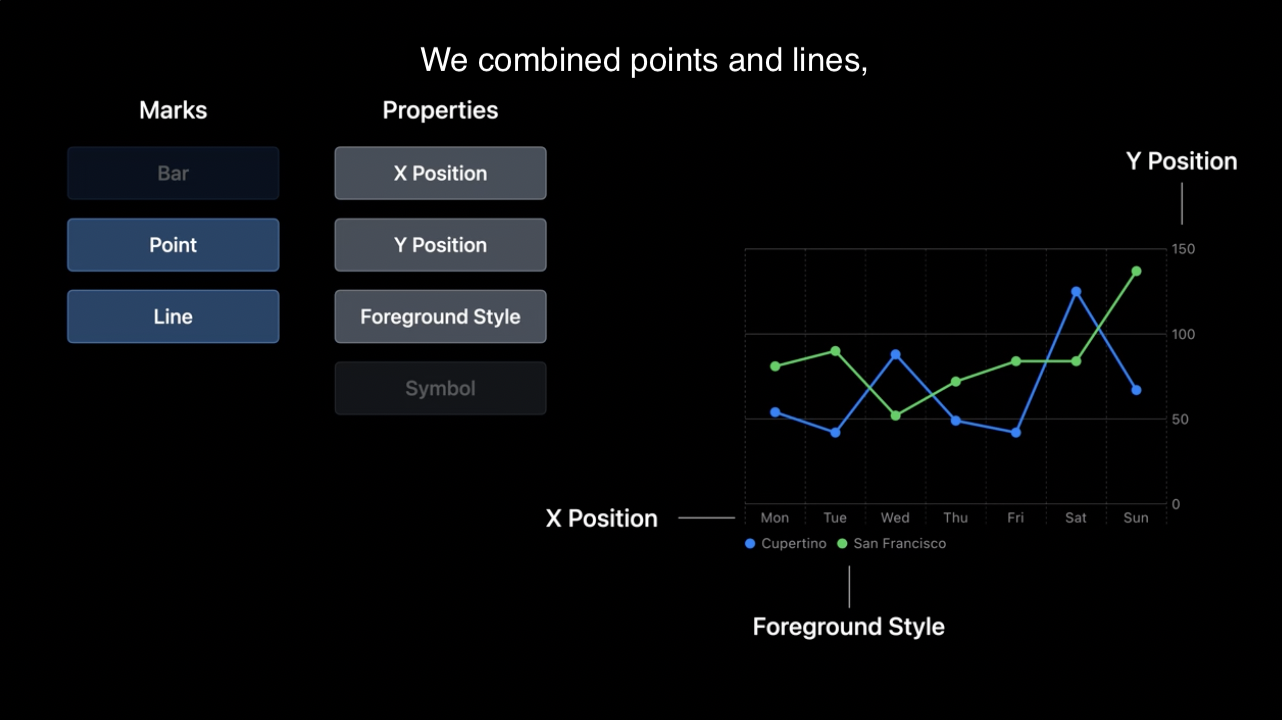 We combined points and lines,
Marks
Properties
Bar
Point
Line
X Position
Y Position
Foreground Style
Symbol
Y Position
150
100
50
0
X Position
Mon Tue Wed Thu Fri Sat Sun
Cupertino San Francisco
Foreground Style